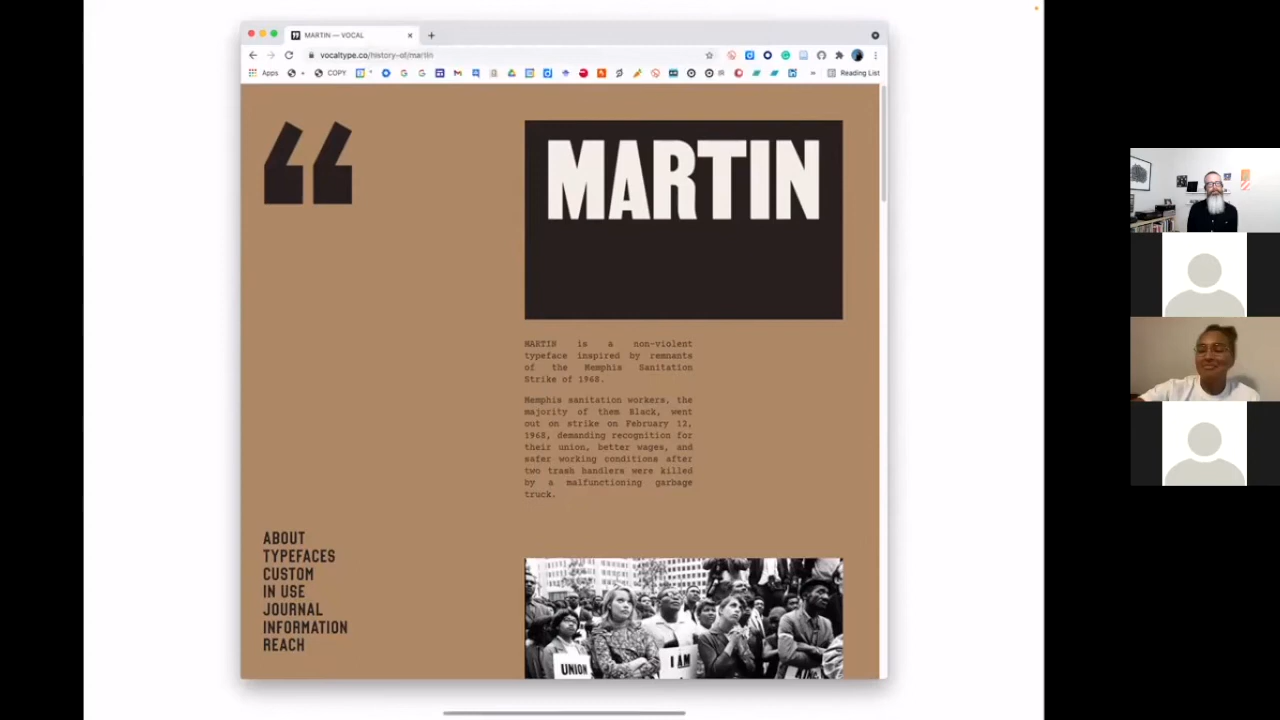 MARTIN — VOCAL
vocaltype.co/history-of/martin
Apps
COPY
Reading List
“
MARTIN
MARTIN is a non-violent
typeface inspired by remnants
of the Memphis Sanitation
Strike of 1968.
Memphis sanitation workers, the
majority of them Black, went
out on strike on February 12,
1968, demanding recognition for
their union, better wages, and
safer working conditions after
two trash handlers were killed
by a malfunctioning garbage
truck.
ABOUT
TYPEFACES
CUSTOM
IN USE
JOURNAL
INFORMATION
REACH
UNION
I AM